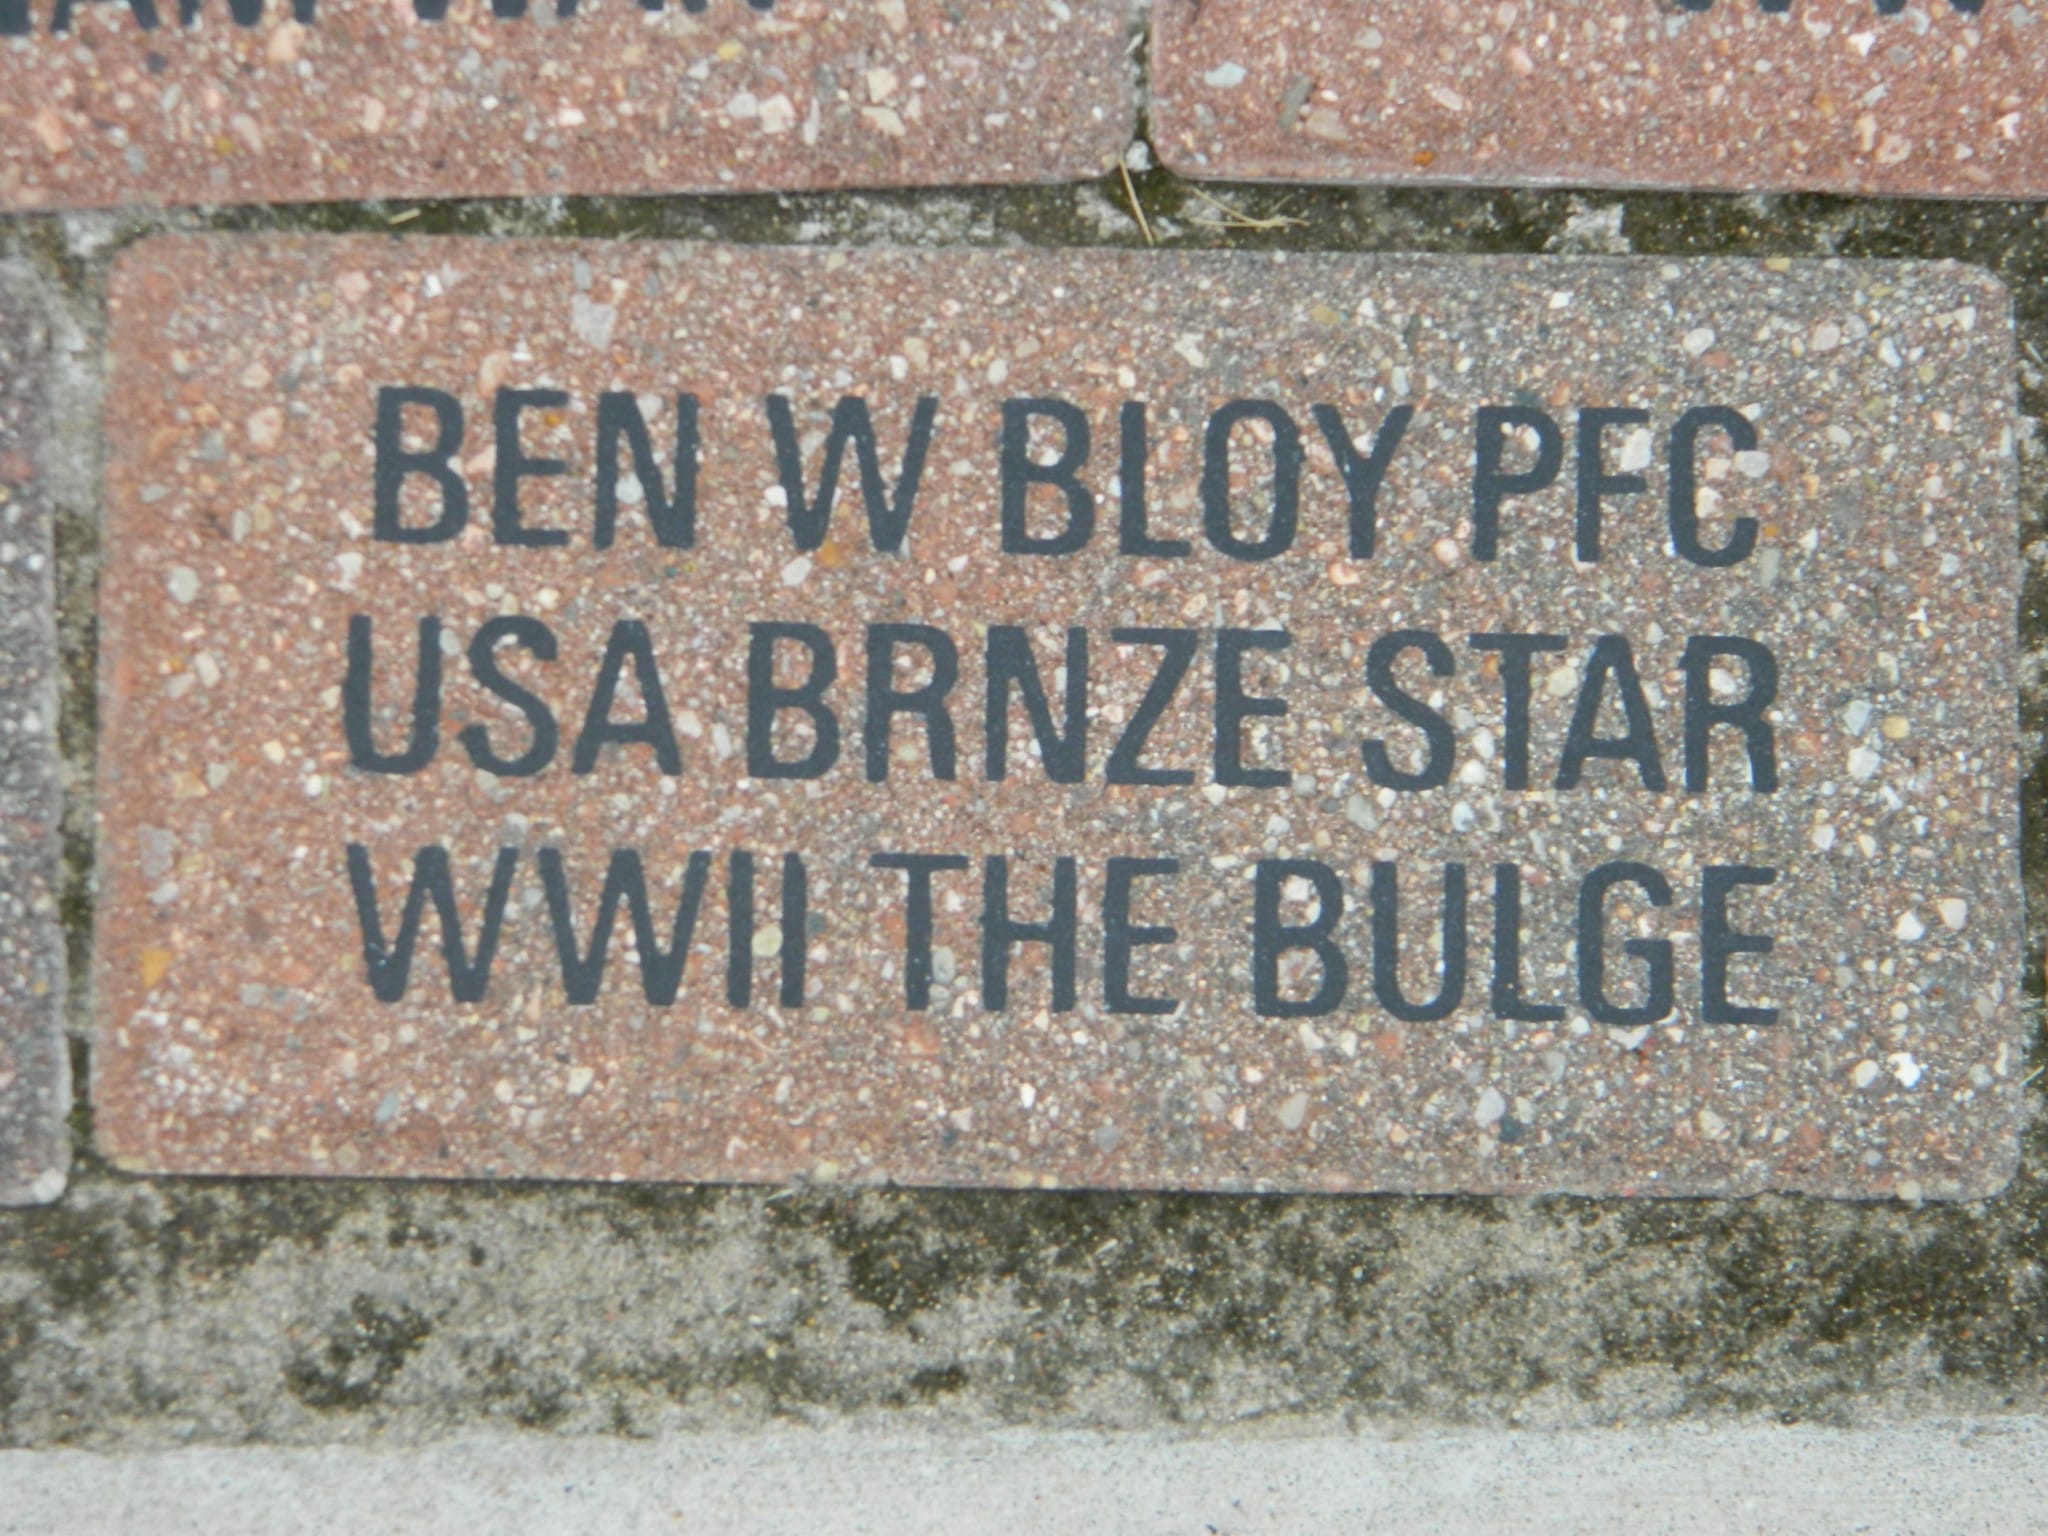 BEN W BLOY PFC
USA BRNZE STAR
WWII THE BULGE